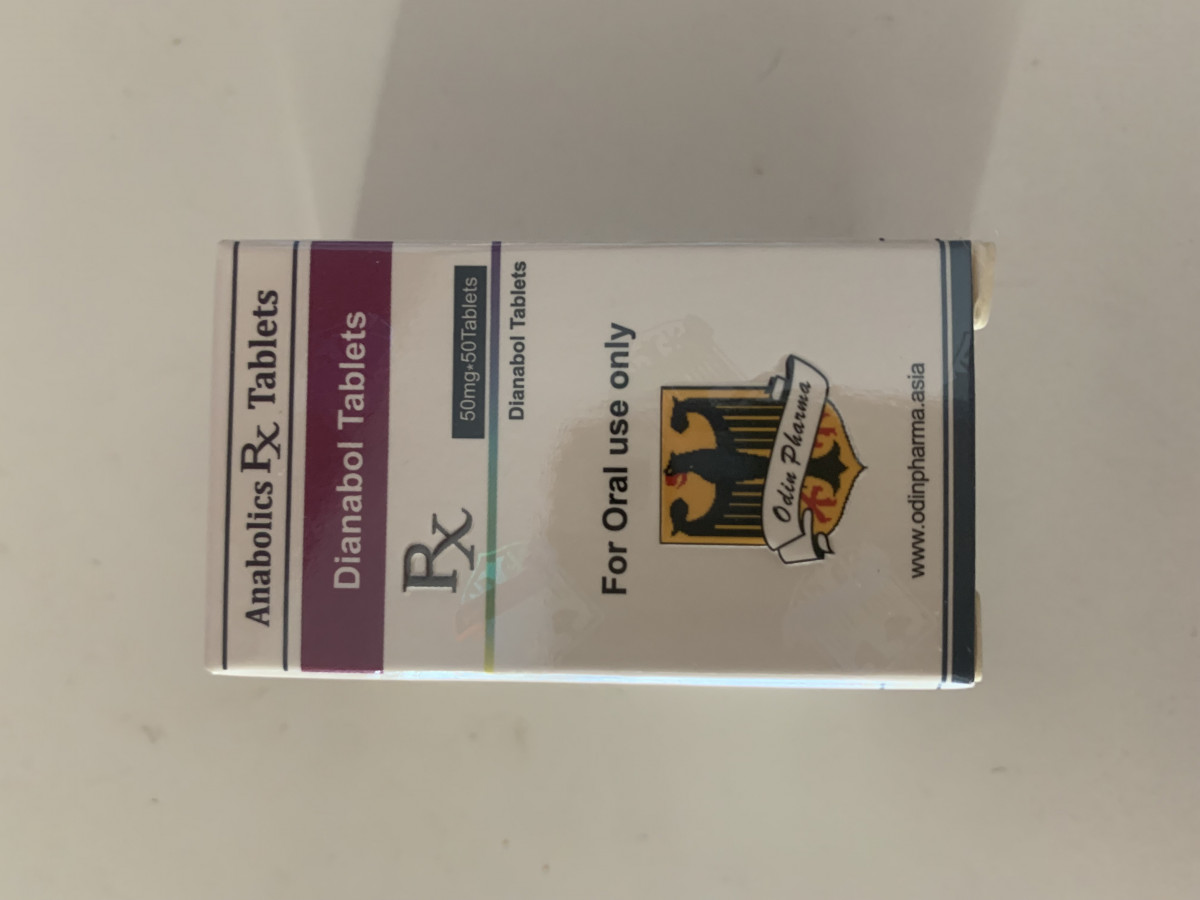 Anabolics Rx Tablets
Dianabol Tablets
Rx
50mg*50Tablets
Dianabol Tablets
For Oral use only
Odin Pharma
www.odinpharma.asia